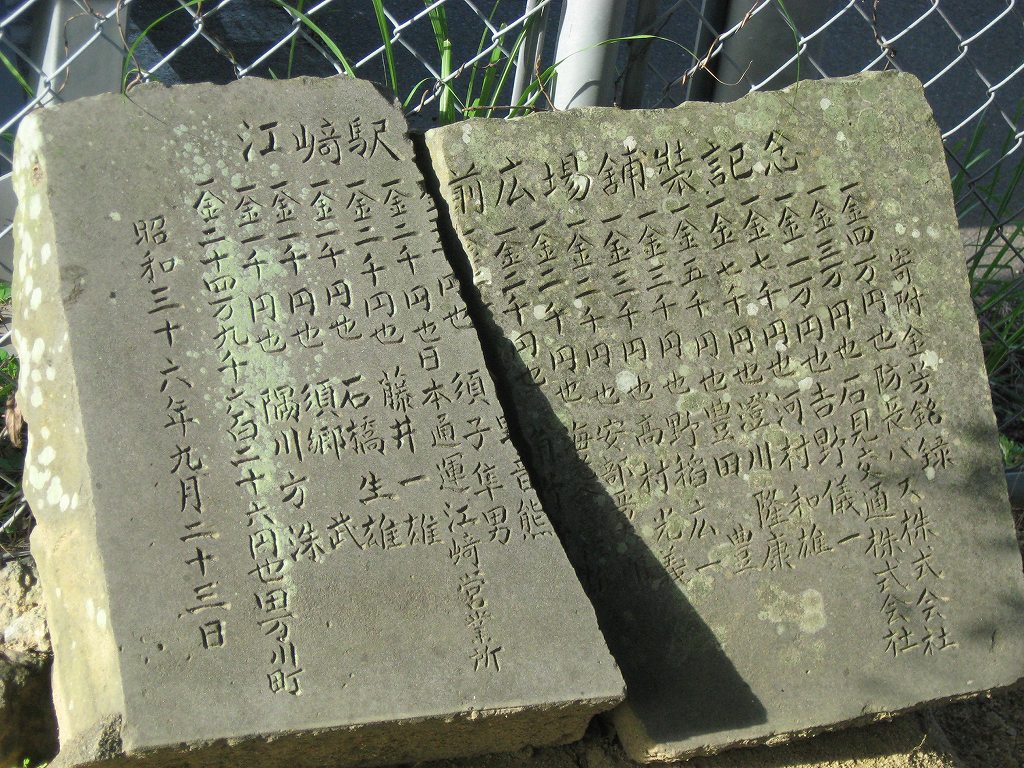 江﨑駅前広場舗装記念
寄附金芳銘録
一金四万円也 防長バス株式会社
一金三万円也 石見交通株式会社
一金一万円也 吉野儀一
一金七千円也 河村和雄
一金七千円也 澄川隆康
一金五千円也 豊田 豊
一金三千円也 野稻広一
一金三千円也 高村光義
一金二千円也 安部
一金二千円也 海
一金二千円也 音熊
円也 須子隼男
一金二千円也 日本通運江﨑営業所
一金二千円也 藤井一雄
一金一千円也 石橋生雄
一金一千円也 須郷 武
一金一千円也 隅川方洙
一金二十四万九千六百二十六円也 田万川町
昭和三十六年九月二十三日